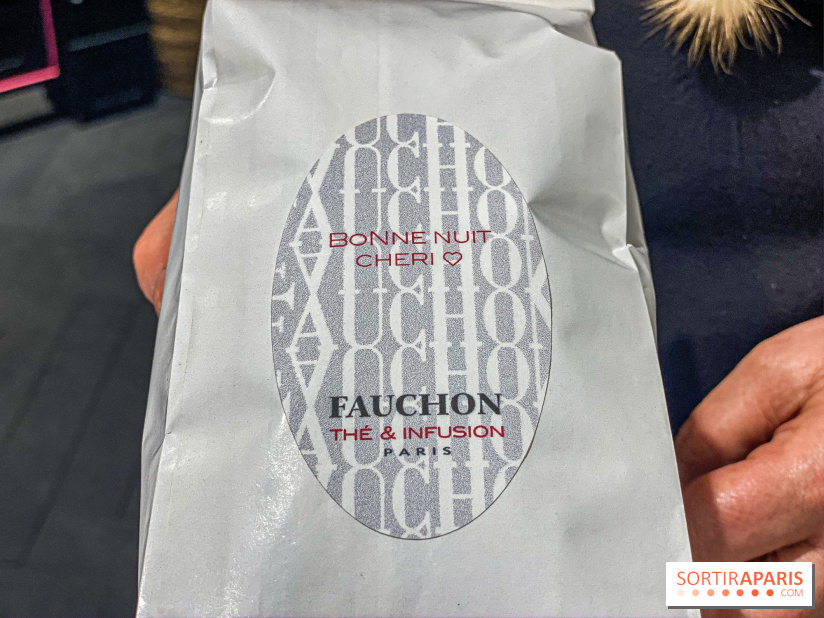 BONNE NUIT
CHERI ♡
FAUCHON
THÉ & INFUSION
PARIS
SORTIRAPARIS
.COM